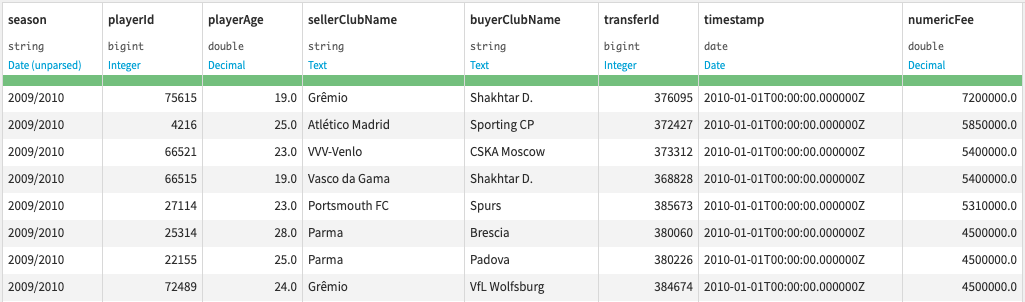 season playerId playerAge sellerClubName buyerClubName transferId timestamp numericFee
string bigint double string string bigint date double
Date (unparsed) Integer Decimal Text Text Integer Date Decimal
2009/2010 75615 19.0 Grêmio Shakhtar D. 376095 2010-01-01T00:00:00.000000Z 7200000.0
2009/2010 4216 25.0 Atlético Madrid Sporting CP 372427 2010-01-01T00:00:00.000000Z 5850000.0
2009/2010 66521 23.0 VVV-Venlo CSKA Moscow 373312 2010-01-01T00:00:00.000000Z 5400000.0
2009/2010 66515 19.0 Vasco da Gama Shakhtar D. 368828 2010-01-01T00:00:00.000000Z 5400000.0
2009/2010 27114 23.0 Portsmouth FC Spurs 385673 2010-01-01T00:00:00.000000Z 5310000.0
2009/2010 25314 28.0 Parma Brescia 380060 2010-01-01T00:00:00.000000Z 4500000.0
2009/2010 22155 25.0 Parma Padova 380226 2010-01-01T00:00:00.000000Z 4500000.0
2009/2010 72489 24.0 Grêmio VfL Wolfsburg 384674 2010-01-01T00:00:00.000000Z 4500000.0